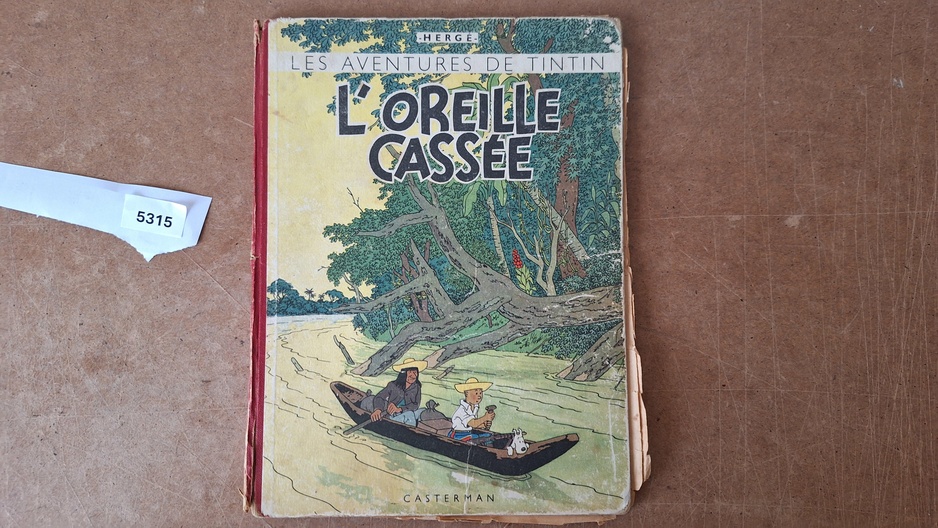 -HERGÉ-
LES AVENTURES DE TINTIN
L'OREILLE
CASSÉE
5315
CASTERMAN